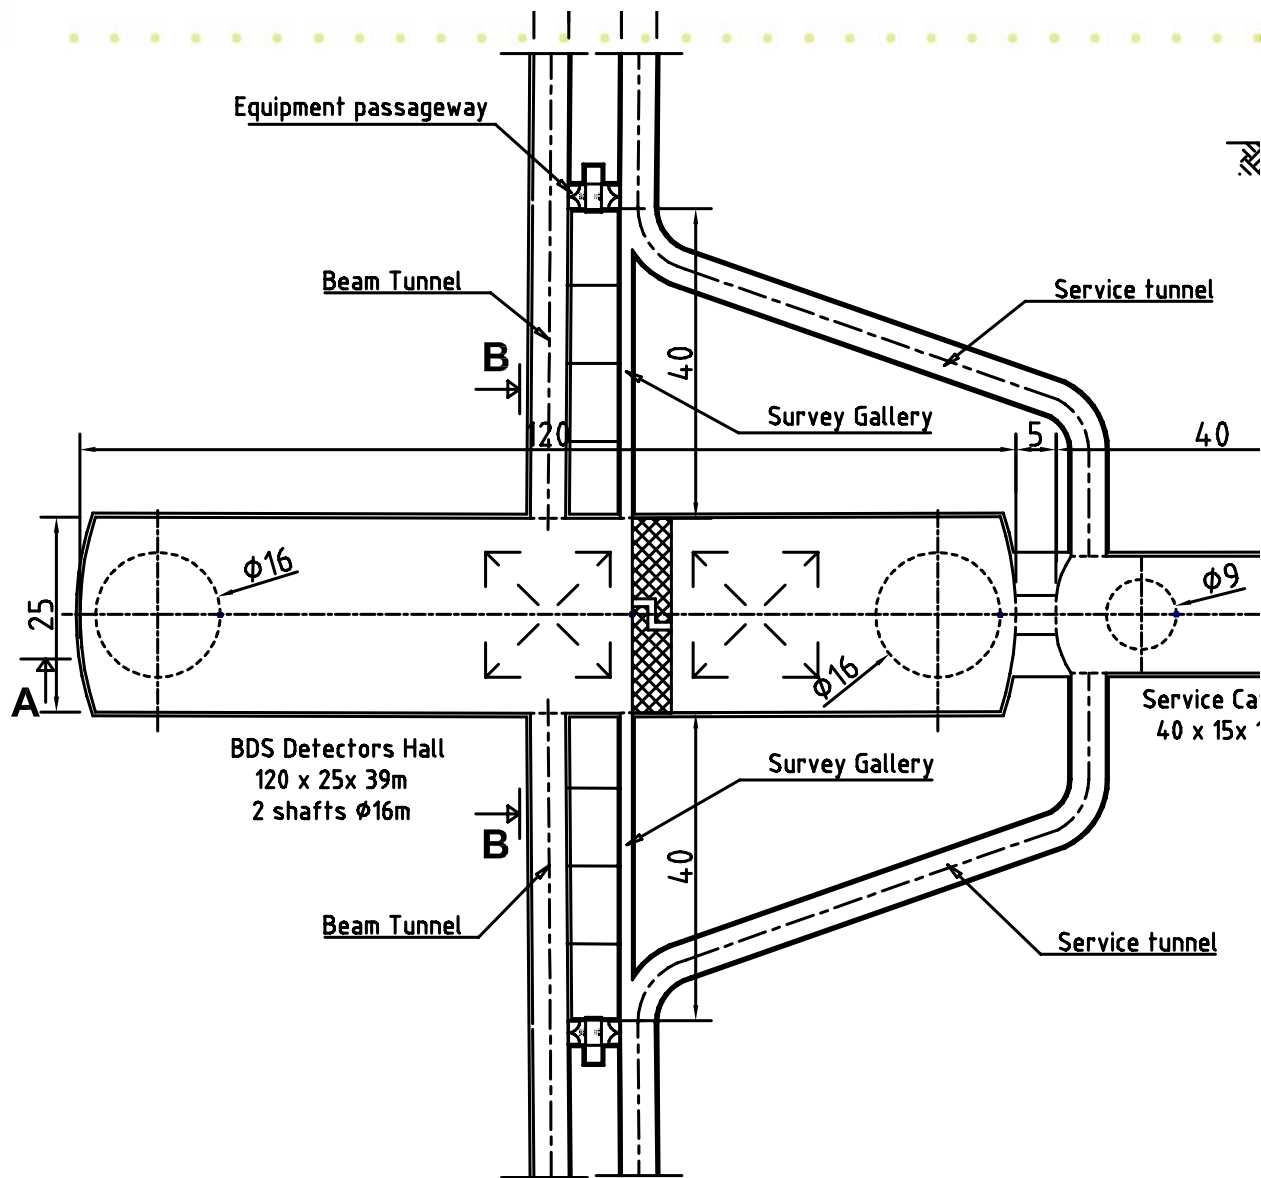 Equipment passageway
Beam Tunnel
Service tunnel
B
40
Survey Gallery
120
5
40
ϕ16
ϕ9
25
ϕ16
A
Service Ca
40 x 15x
BDS Detectors Hall
120 x 25x 39m
2 shafts ϕ16m
Survey Gallery
B
40
Beam Tunnel
Service tunnel